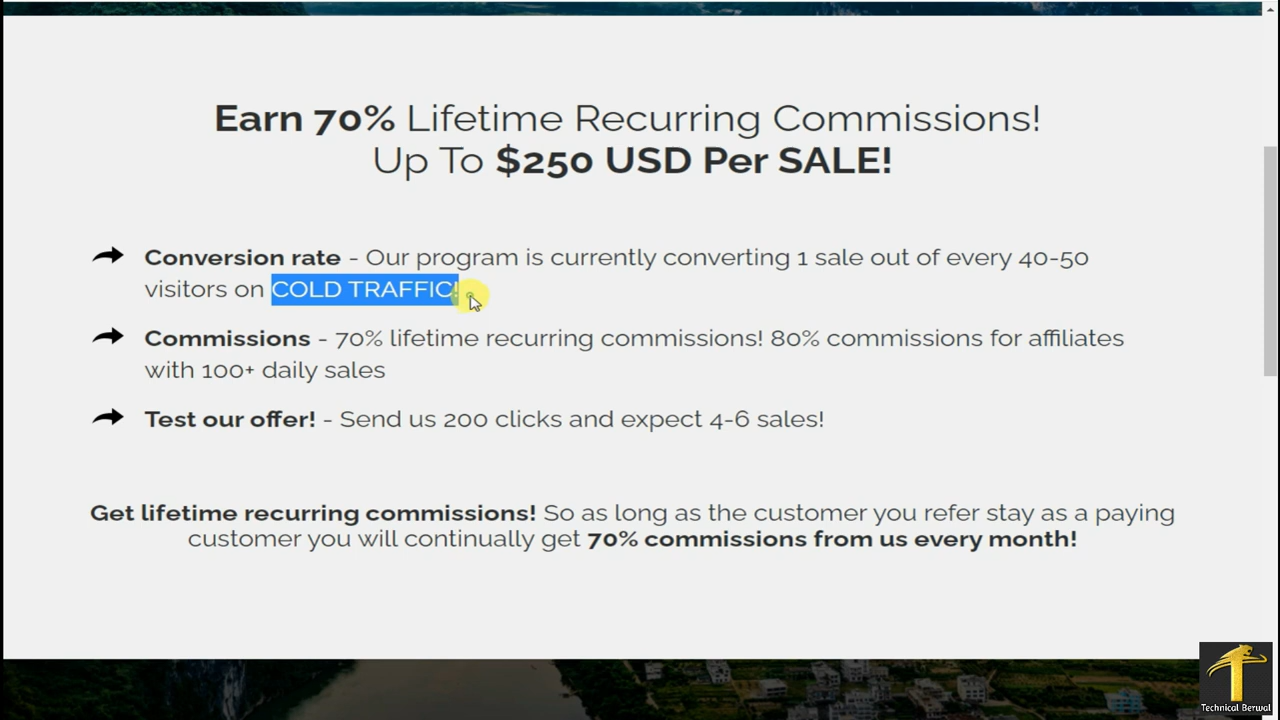 Earn 70% Lifetime Recurring Commissions!
Up To $250 USD Per SALE!
Conversion rate - Our program is currently converting 1 sale out of every 40-50
visitors on COLD TRAFFIC!
Commissions - 70% lifetime recurring commissions! 80% commissions for affiliates
with 100+ daily sales
Test our offer! - Send us 200 clicks and expect 4-6 sales!
Get lifetime recurring commissions! So as long as the customer you refer stay as a paying
customer you will continually get 70% commissions from us every month!
Technical Berwal